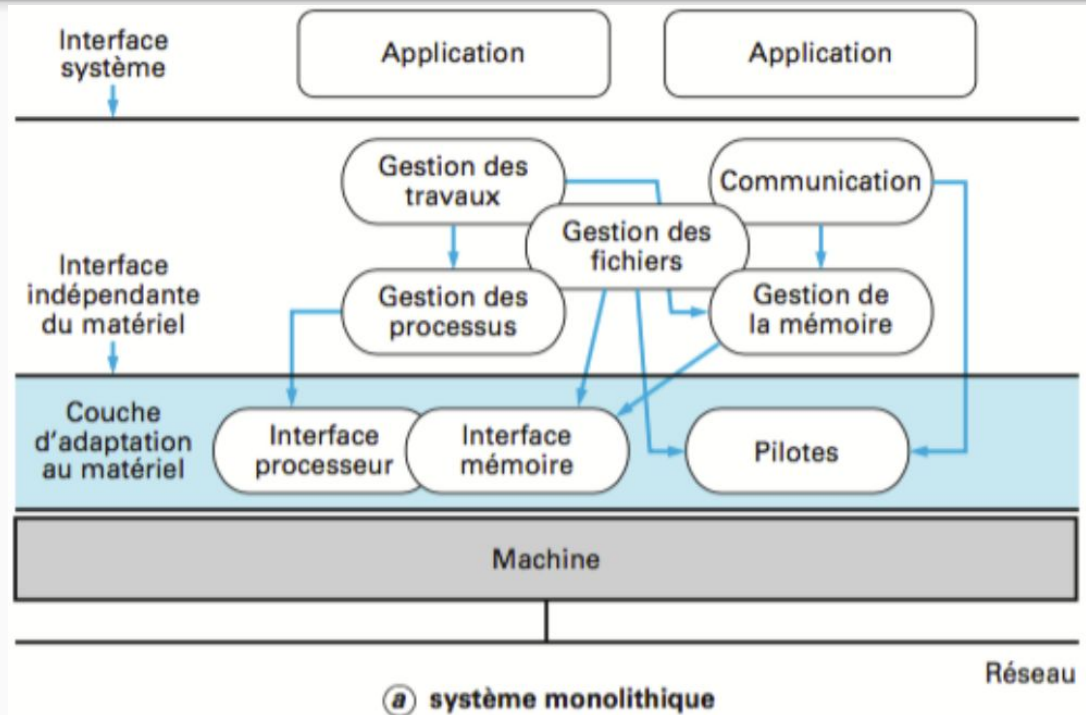 Interface
système
Application
Application
Gestion des
travaux
Communication
Gestion des
fichiers
Interface
indépendante
du matériel
Gestion des
processus
Gestion de
la mémoire
Couche
d'adaptation
au matériel
Interface
processeur
Interface
mémoire
Pilotes
Machine
Réseau
a système monolithique